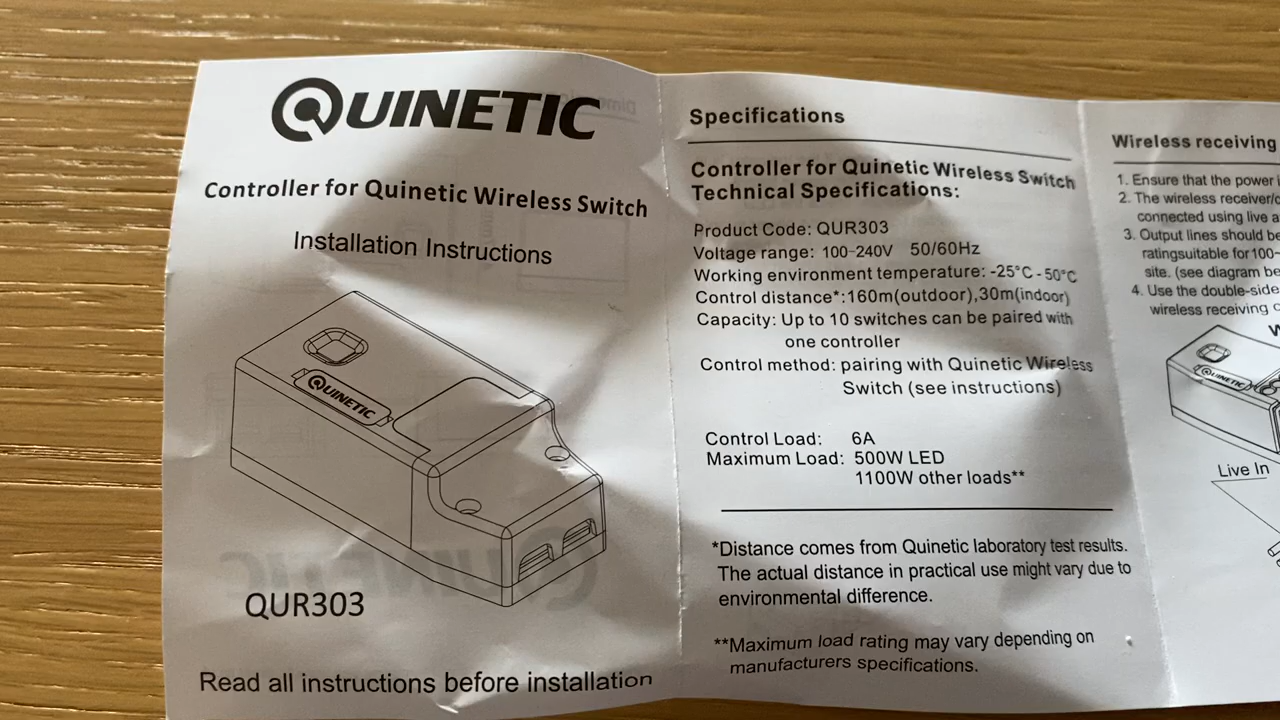 QUINETIC
Controller for Quinetic Wireless Switch
Installation Instructions
QUINETIC
QUR303
Read all instructions before installation
Specifications
Controller for Quinetic Wireless Switch
Technical Specifications:
Product Code: QUR303
Voltage range: 100-240V 50/60Hz
Working environment temperature: -25°C - 50°C
Control distance*:160m(outdoor),30m(indoor)
Capacity: Up to 10 switches can be paired with
one controller
Control method: pairing with Quinetic Wireless
Switch (see instructions)
Control Load: 6A
Maximum Load: 500W LED
1100W other loads**
*Distance comes from Quinetic laboratory test results.
The actual distance in practical use might vary due to
environmental difference.
**Maximum load rating may vary depending on
manufacturers specifications.
Wireless receiving
1. Ensure that the power
2. The wireless receiver/
connected using live
3. Output lines should be
ratingsuitable for100~
site. (see diagram
4. Use the double-side
wireless receiving
QUINETIC
Live In